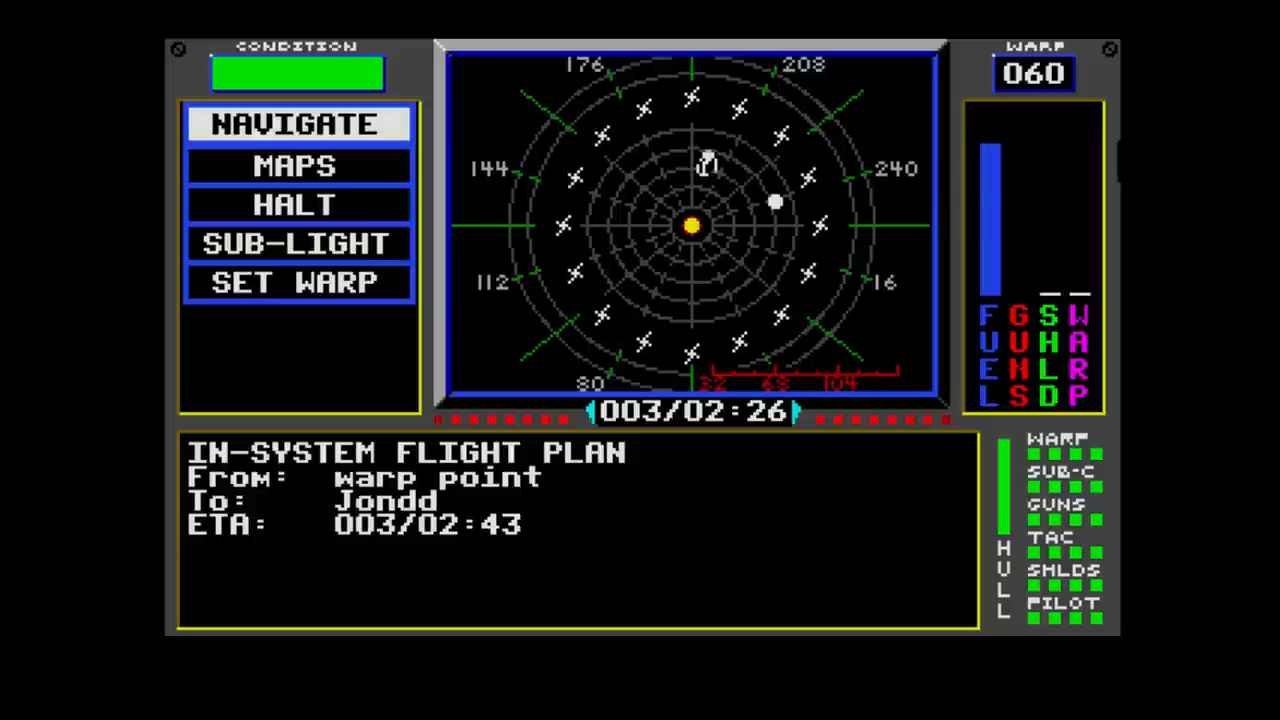 CONDITION
WARP
060
NAVIGATE
MAPS
HALT
SUB-LIGHT
SET WARP
176
208
144
240
112
16
80
32 68 104
003/02:26
FUEL
GUNS
SHLD
WARP
IN-SYSTEM FLIGHT PLAN
From: warp point
To: Jondd
ETA: 003/02:43
HULL
WARP
SUB-C
GUNS
TAC
SHLDS
PILOT